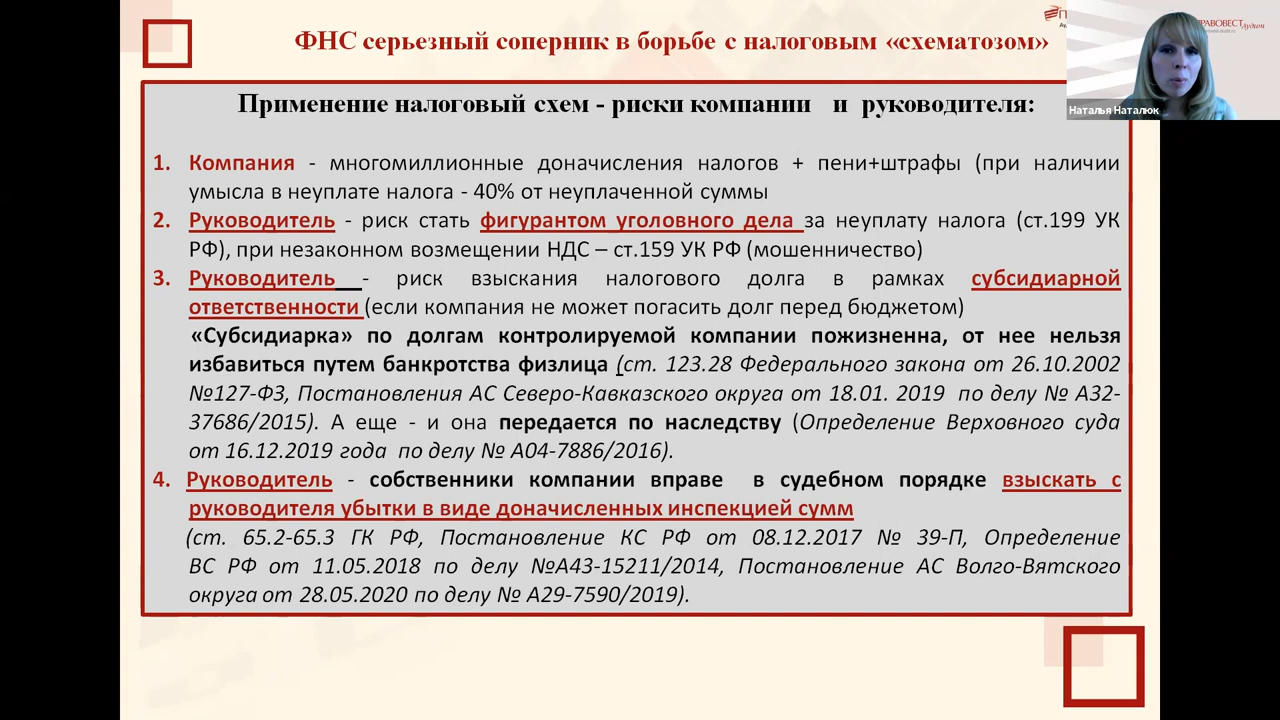 ФНС серьезный соперник в борьбе с налоговым «схематозом»
ПРАВОВЕСТ Аудит
Наталья Наталюк
Применение налоговый схем - риски компании и руководителя:
1. Компания - многомиллионные доначисления налогов + пени+штрафы (при наличии
умысла в неуплате налога - 40% от неуплаченной суммы
2. Руководитель - риск стать фигурантом уголовного дела за неуплату налога (ст.199 УК
РФ), при незаконном возмещении НДС – ст.159 УК РФ (мошенничество)
3. Руководитель - риск взыскания налогового долга в рамках субсидиарной
ответственности (если компания не может погасить долг перед бюджетом)
«Субсидиарка» по долгам контролируемой компании пожизненна, от нее нельзя
избавиться путем банкротства физлица (ст. 123.28 Федерального закона от 26.10.2002
№127-ФЗ, Постановления АС Северо-Кавказского округа от 18.01. 2019 по делу № А32-
37686/2015). А еще - и она передается по наследству (Определение Верховного суда
от 16.12.2019 года по делу № А04-7886/2016).
4. Руководитель - собственники компании вправе в судебном порядке взыскать с
руководителя убытки в виде доначисленных инспекцией сумм
(ст. 65.2-65.3 ГК РФ, Постановление КС РФ от 08.12.2017 № 39-П, Определение
ВС РФ от 11.05.2018 по делу №А43-15211/2014, Постановление АС Волго-Вятского
округа от 28.05.2020 по делу № А29-7590/2019).